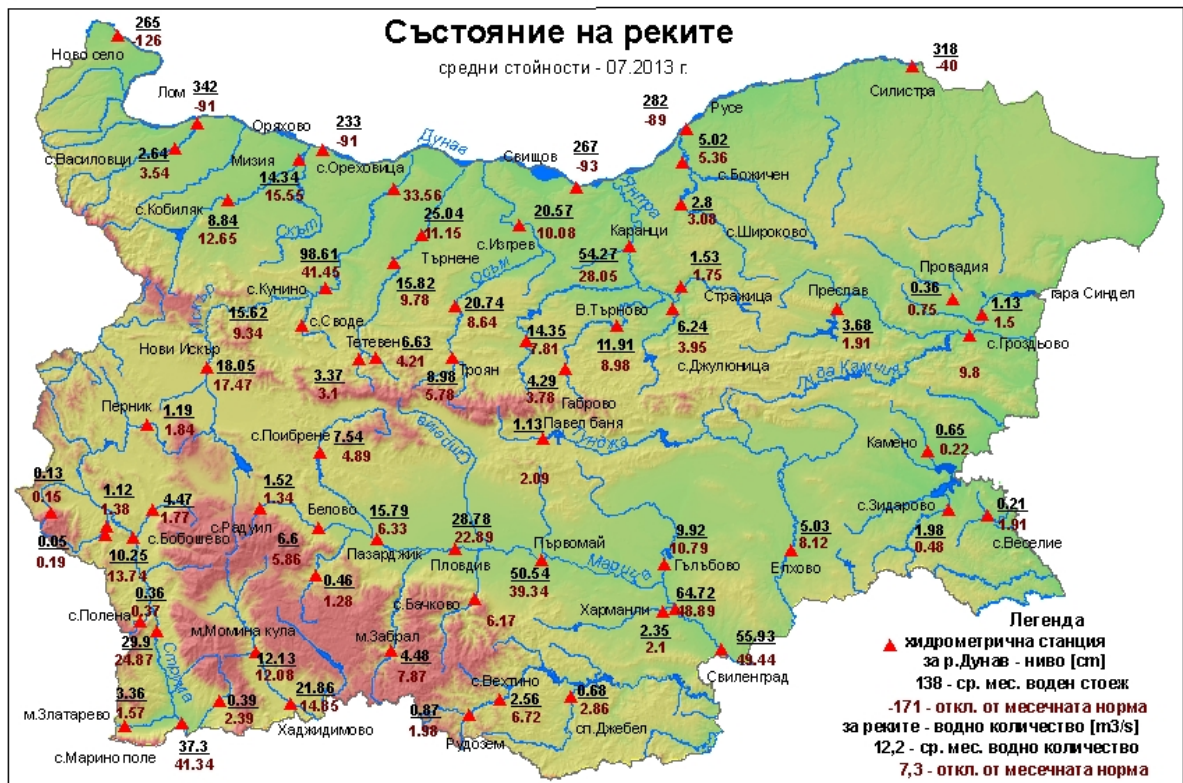 Състояние на реките
средни стойности - 07.2013 г.
265
-126
Ново село
Лом
342
-91
Оряхово
233
-91
Дунав
Свищов
267
-93
282
-89
Русе
318
-40
Силистра
с.Василовци
2.64
3.54
Мизия
14.34
15.55
с.Ореховица
33.56
5.02
5.36
с.Божичен
с.Кобиляк
8.84
12.65
Скът
25.04
11.15
Търнене
20.57
10.08
с.Изгрев
Янтра
Каранци
54.27
28.05
2.8
3.08
с.Широково
98.61
41.45
с.Кунино
Осъм
15.82
9.78
1.53
1.75
Стражица
Преслав
3.68
1.91
Провадия
0.36
0.75
1.13
1.5
гара Синдел
15.62
9.34
с.Своде
Искър
20.74
8.64
14.35
7.81
В.Търново
11.91
8.98
6.24
3.95
с.Джулюница
с.Гроздьово
9.8
Нови Искър
18.05
17.47
Тетевен
6.63
4.21
3.37
3.1
8.98
5.78
Троян
4.29
3.78
Габрово
Луда Камчия
Перник
1.19
1.84
с.Поибрене
7.54
4.89
Стряма
1.13
Павел баня
Тунджа
2.09
Камено
0.65
0.22
0.13
0.15
1.12
1.38
4.47
1.77
1.52
1.34
с.Радуил
Белово
15.79
6.33
Пазарджик
28.78
22.89
Пловдив
Първомай
50.54
39.34
Марица
9.92
10.79
Гълъбово
5.03
8.12
Елхово
с.Зидарово
1.98
0.48
0.21
1.91
с.Веселие
0.05
0.19
с.Бобошево
10.25
13.74
6.6
5.86
0.46
1.28
с.Полена
0.36
0.37
29.9
24.87
Струма
м.Момина кула
12.13
12.08
м.Забрал
4.48
7.87
с.Бачково
6.17
Харманли
2.35
2.1
64.72
48.89
55.93
49.44
Свиленград
3.36
1.57
м.Златарево
0.39
2.39
21.86
14.85
Хаджидимово
с.Вехтино
2.56
6.72
0.87
1.98
Рудозем
0.68
2.86
сп.Джебел
37.3
41.34
с.Марино поле
Легенда
хидрометрична станция
за р.Дунав - ниво [cm]
138 - ср. мес. воден стоеж
-171 - откл. от месечната норма
за реките - водно количество [m3/s]
12,2 - ср. мес. водно количество
7,3 - откл. от месечната норма